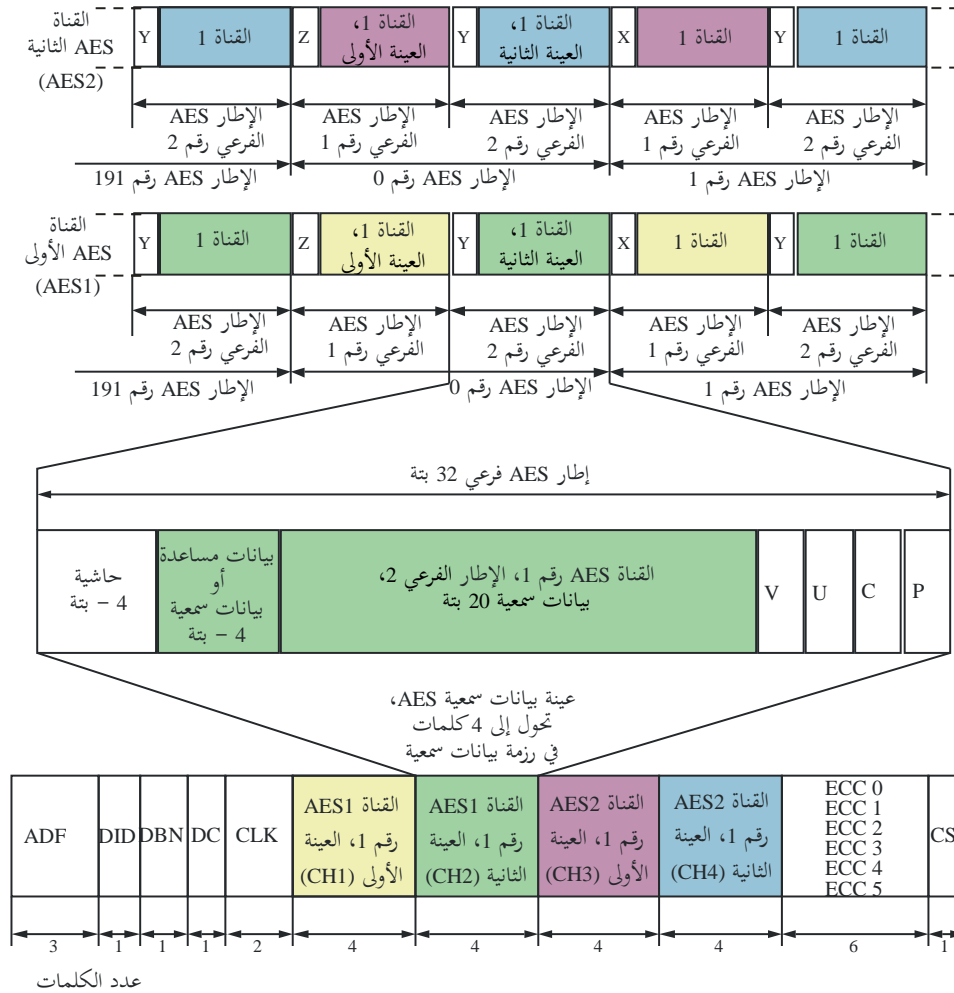 القناة
AES الثانية
(AES2)
Y
القناة 1
Z
القناة 1،
العينة الأولى
Y
القناة 1،
العينة الثانية
X
القناة 1
Y
القناة 1
الإطار AES
الفرعي رقم 2
الإطار AES
الفرعي رقم 1
الإطار AES
الفرعي رقم 2
الإطار AES
الفرعي رقم 1
الإطار AES
الفرعي رقم 2
الإطار AES رقم 191
الإطار AES رقم 0
الإطار AES رقم 1
القناة
AES الأولى
(AES1)
Y
القناة 1
Z
القناة 1،
العينة الأولى
Y
القناة 1،
العينة الثانية
X
القناة 1
Y
القناة 1
الإطار AES
الفرعي رقم 2
الإطار AES
الفرعي رقم 1
الإطار AES
الفرعي رقم 2
الإطار AES
الفرعي رقم 1
الإطار AES
الفرعي رقم 2
الإطار AES رقم 191
الإطار AES رقم 0
الإطار AES رقم 1
إطار AES فرعي 32 بتة
حاشية
4 – بتة
بيانات مساعدة
أو
بيانات سمعية
4 – بتة
القناة AES رقم 1، الإطار الفرعي 2،
بيانات سمعية 20 بتة
V
U
C
P
عينة بيانات سمعية AES،
تحول إلى 4 كلمات
في رزمة بيانات سمعية
ADF
DID
DBN
DC
CLK
القناة AES1
رقم 1، العينة
الأولى (CH1)
القناة AES1
رقم 1، العينة
الثانية (CH2)
القناة AES2
رقم 1، العينة
الأولى (CH3)
القناة AES2
رقم 1، العينة
الثانية (CH4)
ECC 0
ECC 1
ECC 2
ECC 3
ECC 4
ECC 5
CS
3
1
1
1
2
4
4
4
4
6
1
عدد الكلمات